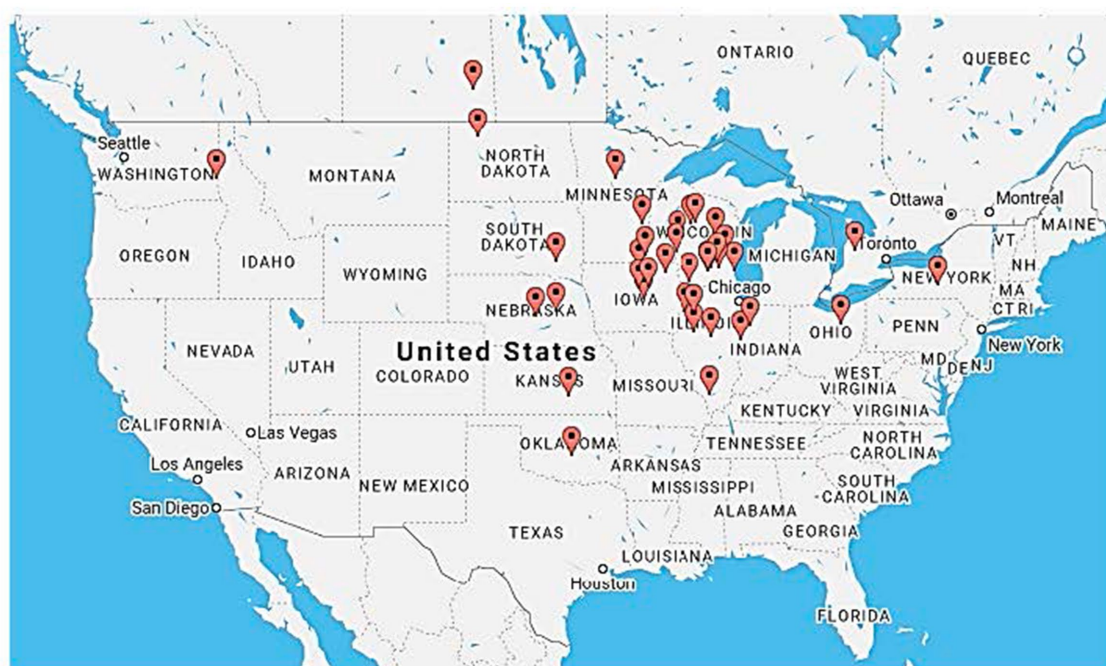 ONTARIO
QUEBEC
Seattle
WASHINGTON
MONTANA
NORTH
DAKOTA
MINNESOTA
Ottawa
Montreal
MAINE
OREGON
IDAHO
SOUTH
DAKOTA
WISCONSIN
MICHIGAN
Toronto
VT
NH
WYOMING
Chicago
NEW YORK
MA
CT RI
NEBRASKA
IOWA
ILLINOIS
OHIO
PENN
New York
NEVADA
UTAH
United States
COLORADO
KANSAS
MISSOURI
INDIANA
WEST
VIRGINIA
MD
DE
NJ
CALIFORNIA
Las Vegas
KENTUCKY
VIRGINIA
Los Angeles
ARIZONA
NEW MEXICO
OKLAHOMA
ARKANSAS
TENNESSEE
NORTH
CAROLINA
San Diego
MISSISSIPPI
ALABAMA
SOUTH
CAROLINA
TEXAS
GEORGIA
LOUISIANA
Houston
FLORIDA